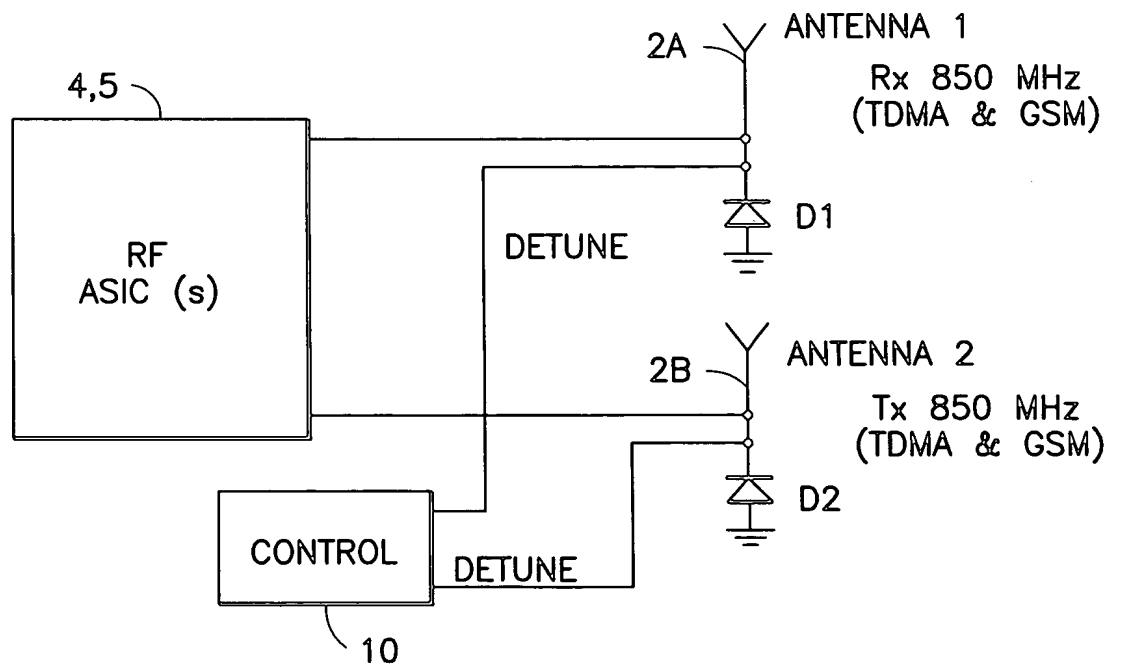 ANTENNA 1
2A
Rx 850 MHz
(TDMA & GSM)
4,5
RF
ASIC (s)
D1
DETUNE
ANTENNA 2
2B
Tx 850 MHz
(TDMA & GSM)
D2
CONTROL
DETUNE
10